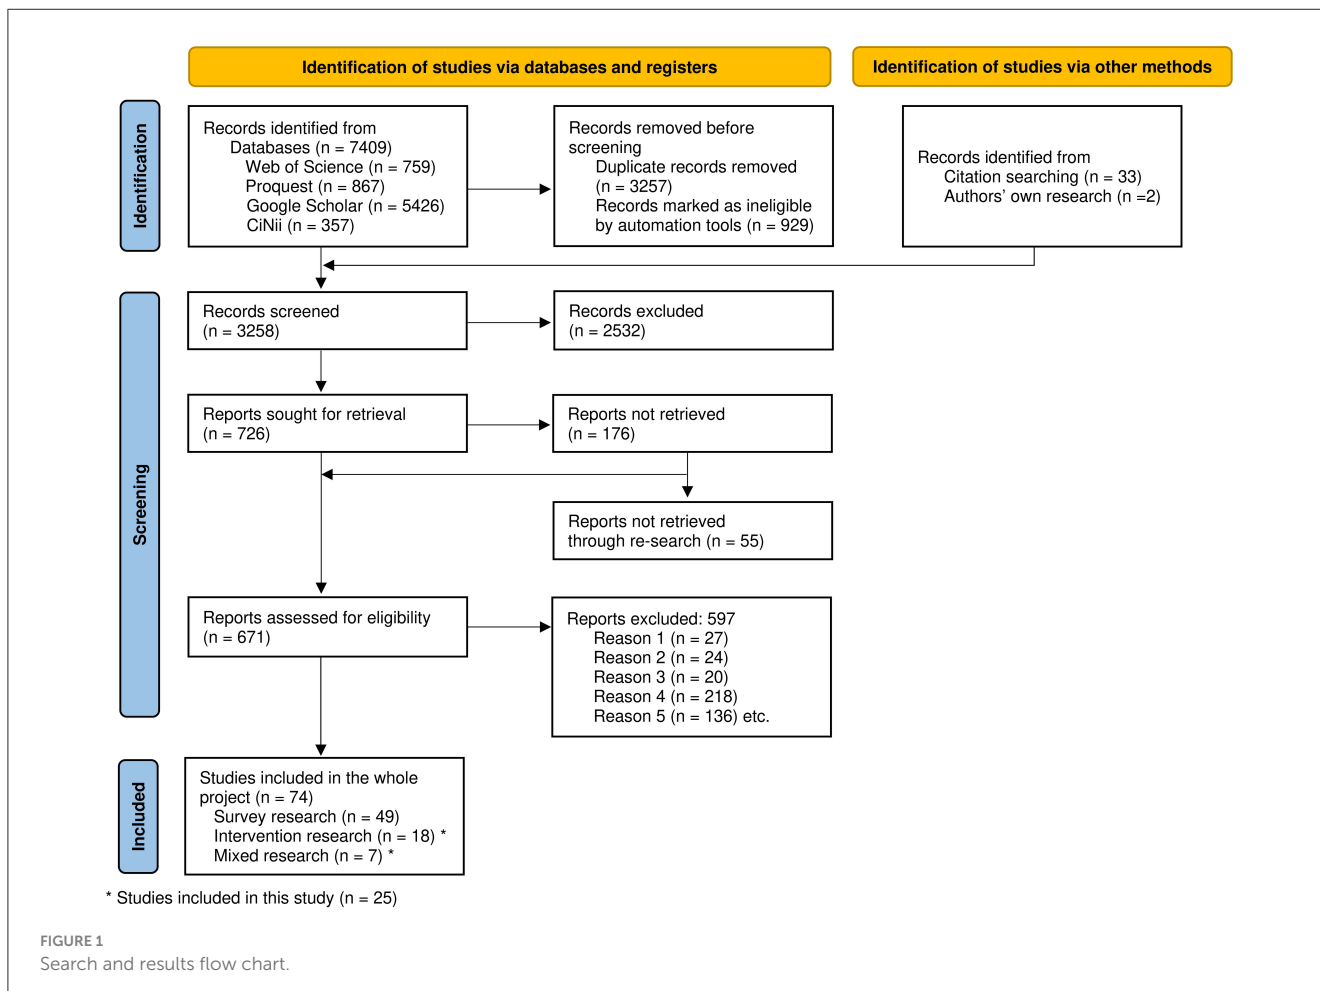 Identification of studies via databases and registers
Identification of studies via other methods
Identification
Records identified from
Databases (n = 7409)
Web of Science (n = 759)
Proquest (n = 867)
Google Scholar (n = 5426)
CiNii (n = 357)
Records removed before
screening
Duplicate records removed
(n = 3257)
Records marked as ineligible
by automation tools (n = 929)
Records identified from
Citation searching (n = 33)
Authors' own research (n =2)
Screening
Records screened
(n = 3258)
Records excluded
(n = 2532)
Reports sought for retrieval
(n = 726)
Reports not retrieved
(n = 176)
Reports not retrieved
through re-search (n = 55)
Reports assessed for eligibility
(n = 671)
Reports excluded: 597
Reason 1 (n = 27)
Reason 2 (n = 24)
Reason 3 (n = 20)
Reason 4 (n = 218)
Reason 5 (n = 136) etc.
Included
Studies included in the whole
project (n = 74)
Survey research (n = 49)
Intervention research (n = 18) *
Mixed research (n = 7) *
* Studies included in this study (n = 25)
FIGURE 1
Search and results flow chart.